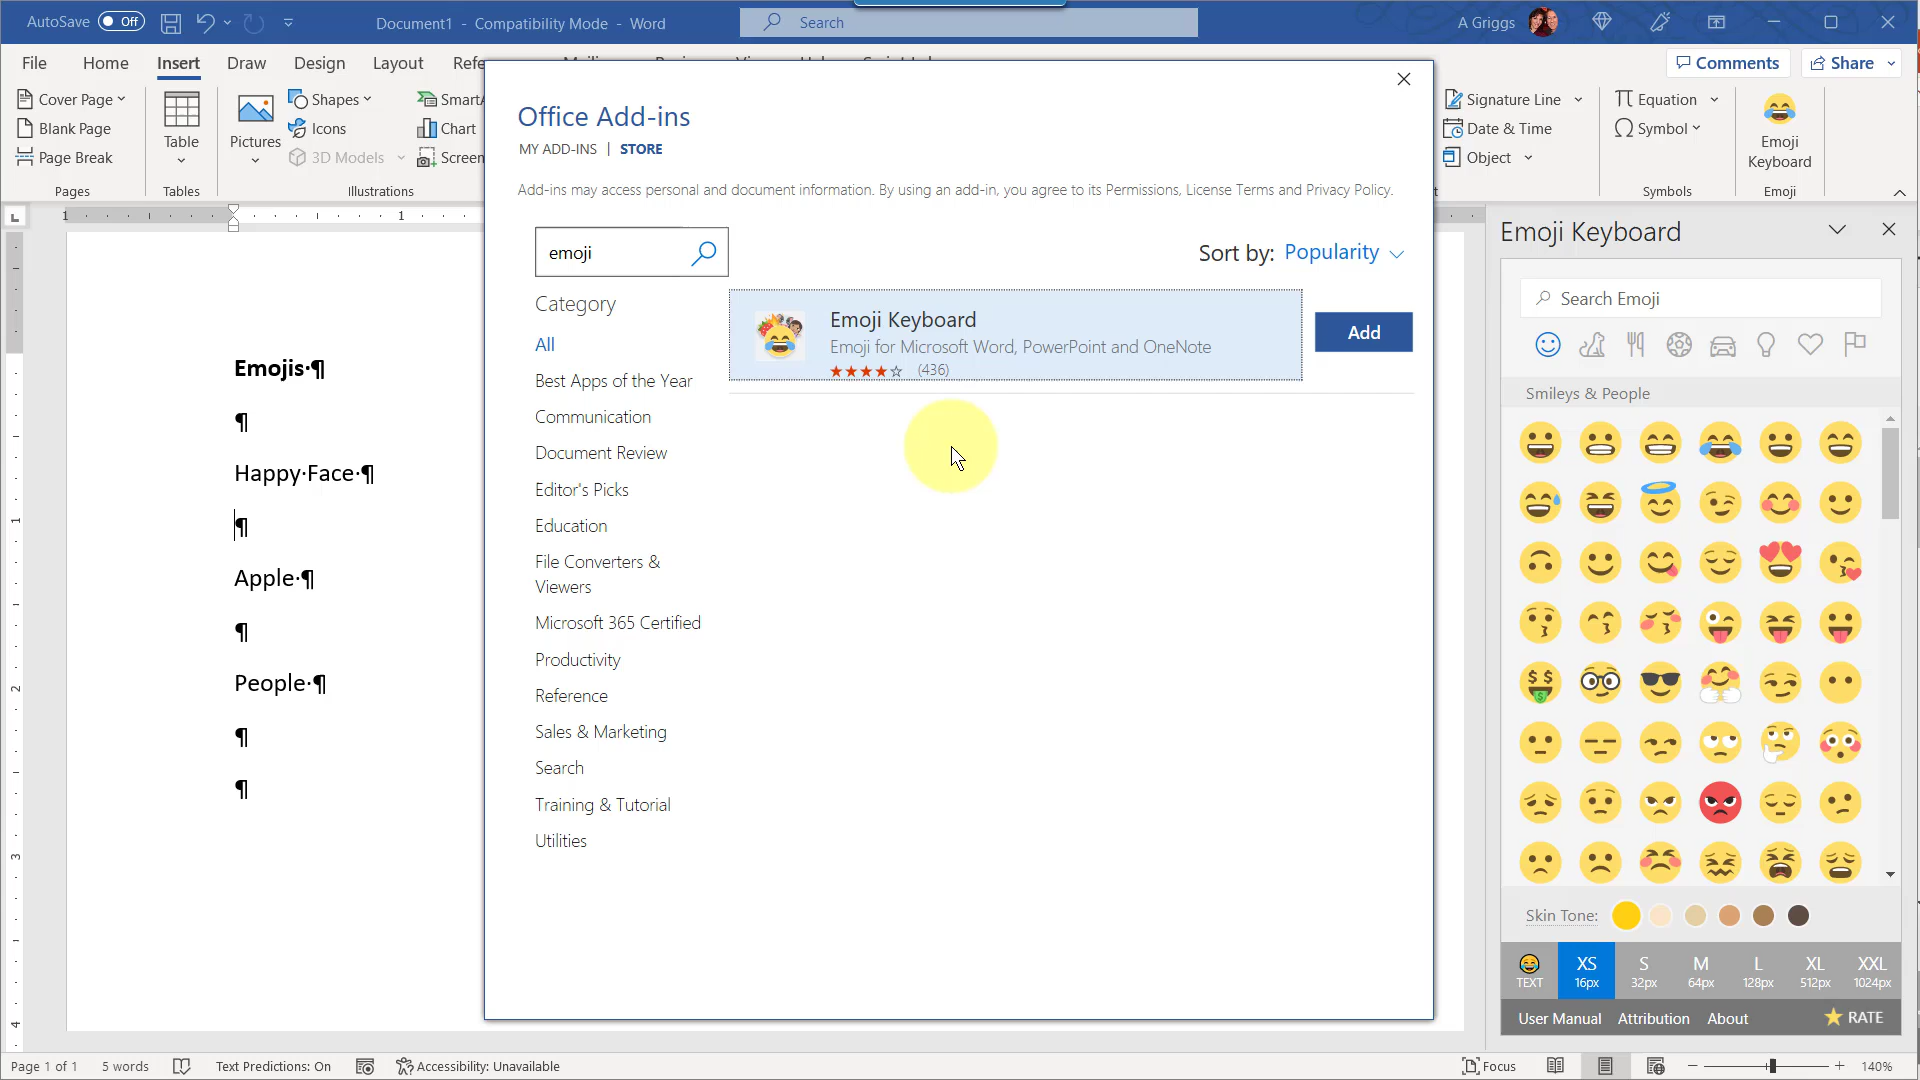 AutoSave Off
Document1 - Compatibility Mode - Word
Search
A Griggs
File Home Insert Draw Design Layout
Comments
Share
Cover Page
Blank Page
Page Break
Pages
Table
Tables
Pictures
Shapes
Icons
3D Models
SmartA
Chart
Screen
Illustrations
Signature Line
Date & Time
Object
Equation
Symbol
Symbols
Emoji
Keyboard
Emoji
Office Add-ins
MY ADD-INS | STORE
Add-ins may access personal and document information. By using an add-in, you agree to its Permissions, License Terms and Privacy Policy.
emoji
Sort by: Popularity
Category
All
Best Apps of the Year
Communication
Document Review
Editor's Picks
Education
File Converters &
Viewers
Microsoft 365 Certified
Productivity
Reference
Sales & Marketing
Search
Training & Tutorial
Utilities
Emoji Keyboard
Emoji for Microsoft Word, PowerPoint and OneNote
★★★★☆ (436)
Add
1 1
1
2
3
4
Emojis·¶
¶
Happy·Face·¶
¶
Apple·¶
¶
People·¶
¶
¶
Emoji Keyboard
Search Emoji
Smileys & People
Skin Tone:
TEXT
XS
16px
S
32px
M
64px
L
128px
XL
512px
XXL
1024px
User Manual Attribution About RATE
Page 1 of 1 5 words Text Predictions: On Accessibility: Unavailable
Focus 140%